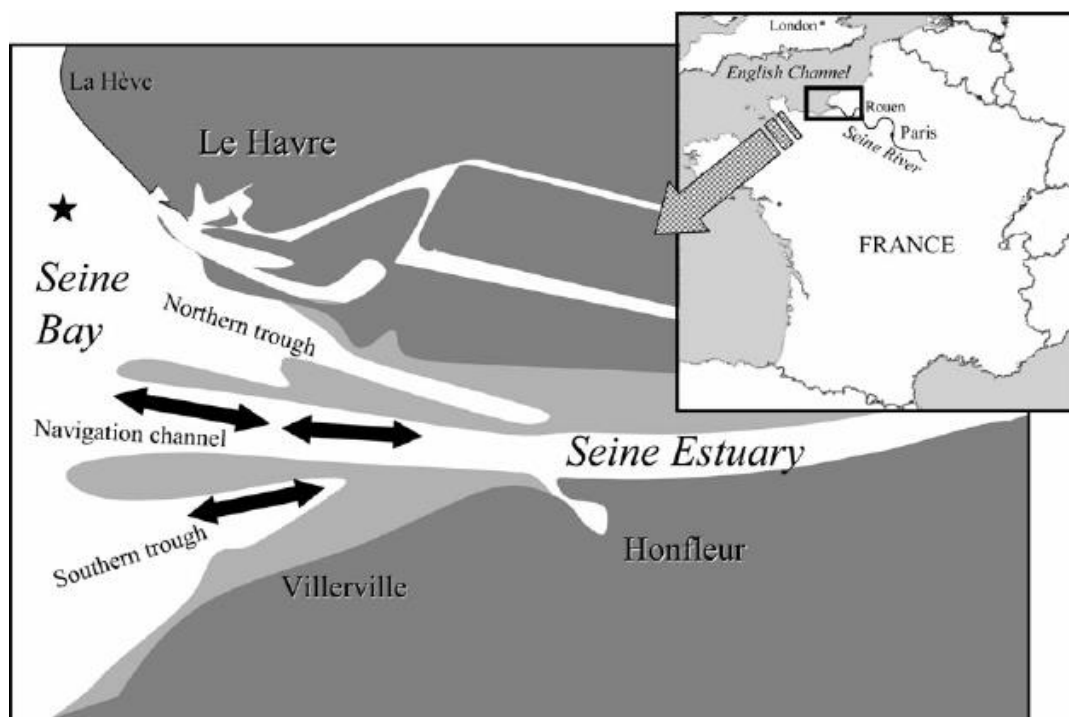 La Hève
Le Havre
Seine
Bay
Northern trough
Navigation channel
Seine Estuary
Southern trough
Honfleur
Villerville
London
English Channel
Rouen
Paris
Seine River
FRANCE